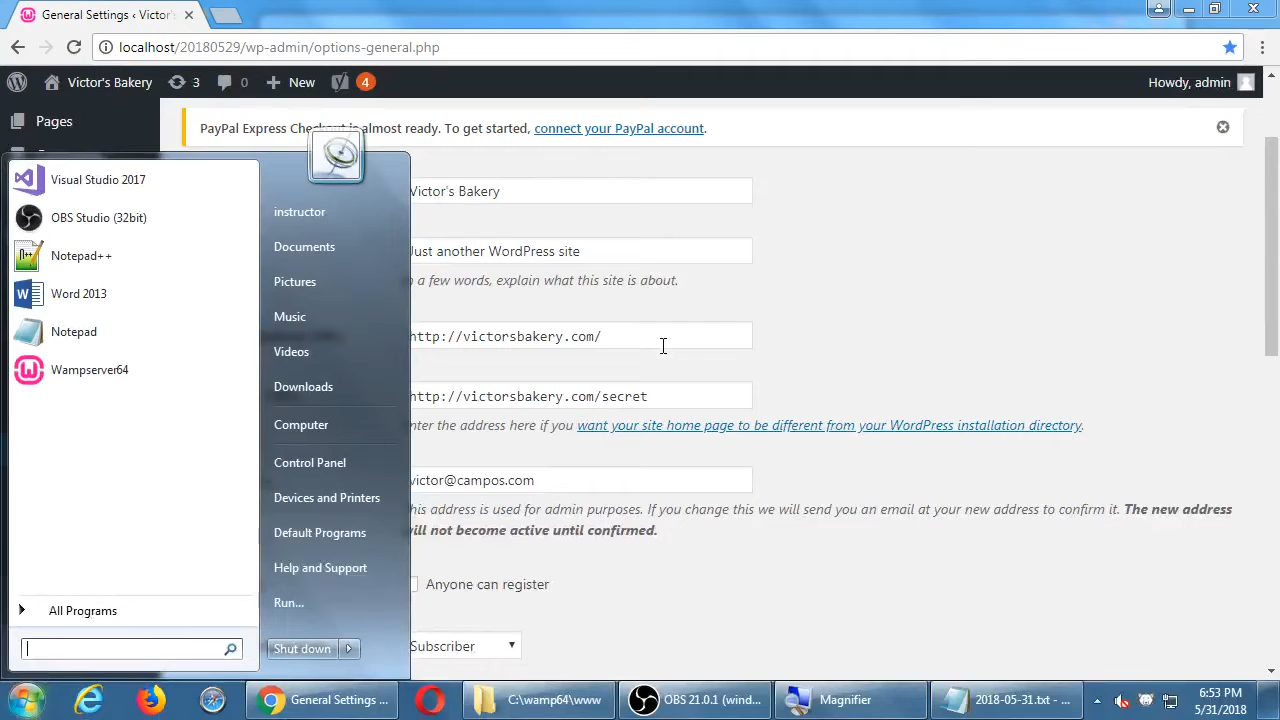 General Settings ‹ Victor'
localhost/20180529/wp-admin/options-general.php
Victor's Bakery 3 0 New 4 Howdy, admin
Pages
PayPal Express Checkout is almost ready. To get started, connect your PayPal account.
Victor's Bakery
Just another WordPress site
In a few words, explain what this site is about.
http://victorsbakery.com/
http://victorsbakery.com/secret
Enter the address here if you want your site home page to be different from your WordPress installation directory.
victor@campos.com
This address is used for admin purposes. If you change this we will send you an email at your new address to confirm it. The new address
will not become active until confirmed.
Anyone can register
Subscriber
Visual Studio 2017
OBS Studio (32bit)
Notepad++
Word 2013
Notepad
Wampserver64
All Programs
instructor
Documents
Pictures
Music
Videos
Downloads
Computer
Control Panel
Devices and Printers
Default Programs
Help and Support
Run...
Shut down
General Settings ...
C:\wamp64\www
OBS 21.0.1 (wind...
Magnifier
2018-05-31.txt - ...
6:53 PM
5/31/2018